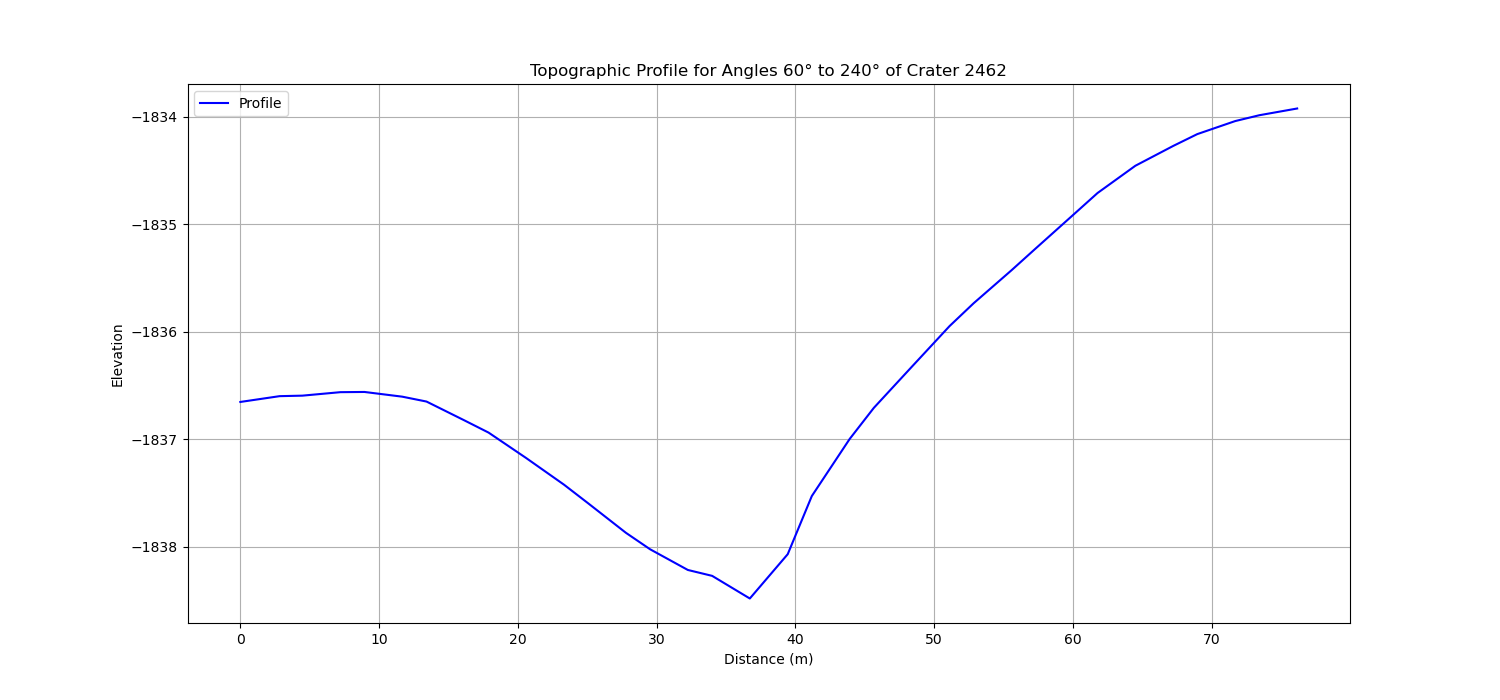 Topographic Profile for Angles 60° to 240° of Crater 2462
Profile
−1834
−1835
−1836
−1837
−1838
Elevation
0 10 20 30 40 50 60 70
Distance (m)